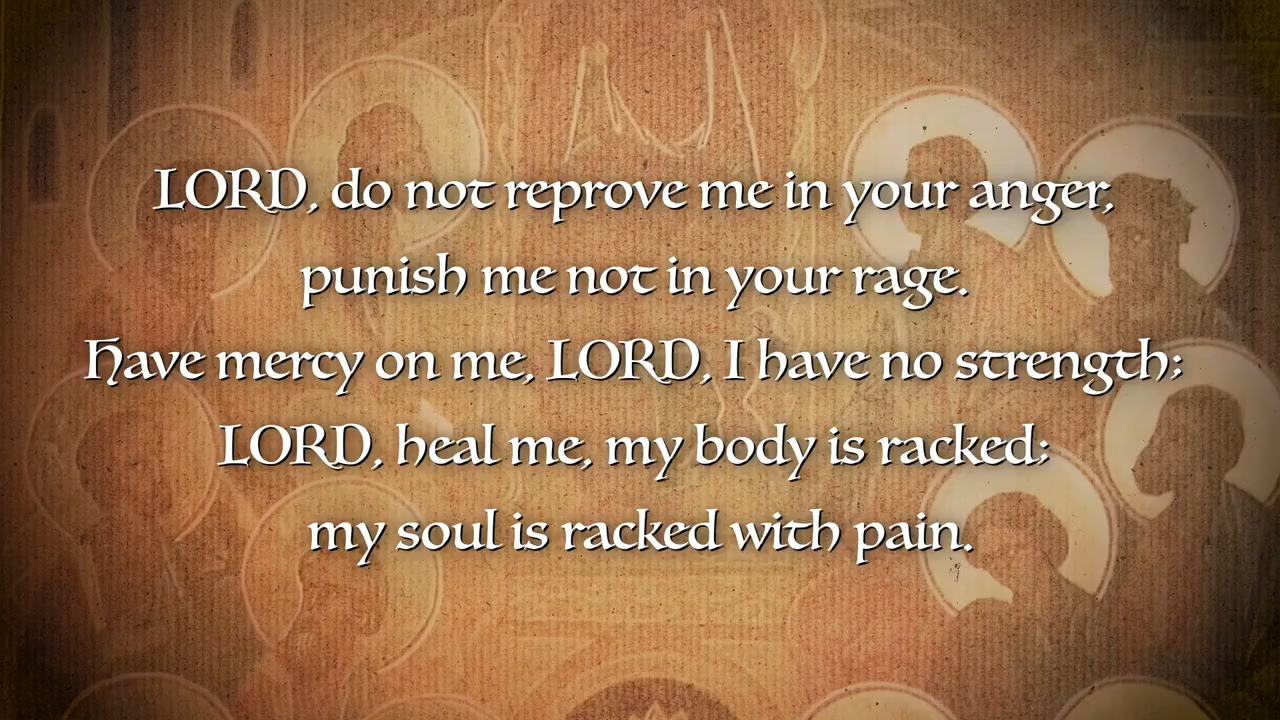 LORD, do not reprove me in your anger,
punish me not in your rage.
Have mercy on me, LORD, I have no strength;
LORD, heal me, my body is racked;
my soul is racked with pain.